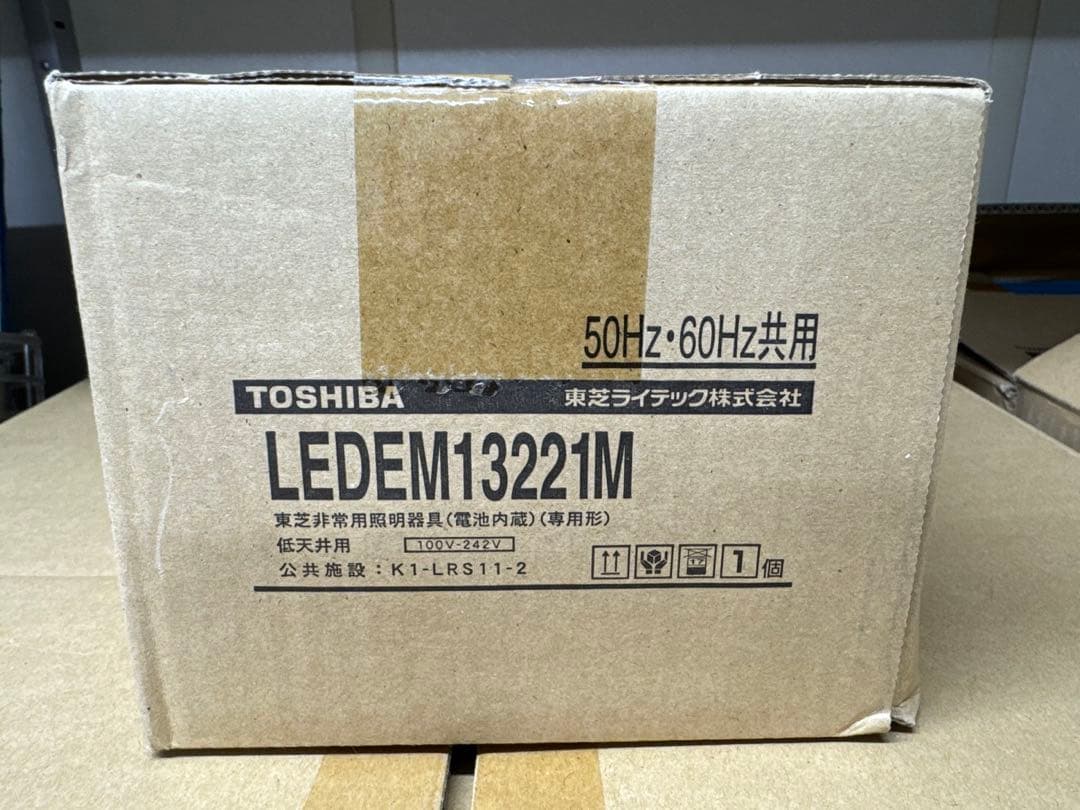 50Hz・60Hz共用
TOSHIBA 東芝ライテック株式会社
LEDEM13221M
東芝非常用照明器具(電池内蔵)(専用形)
低天井用 100V-242V
公共施設:K1-LRS11-2
17 1個